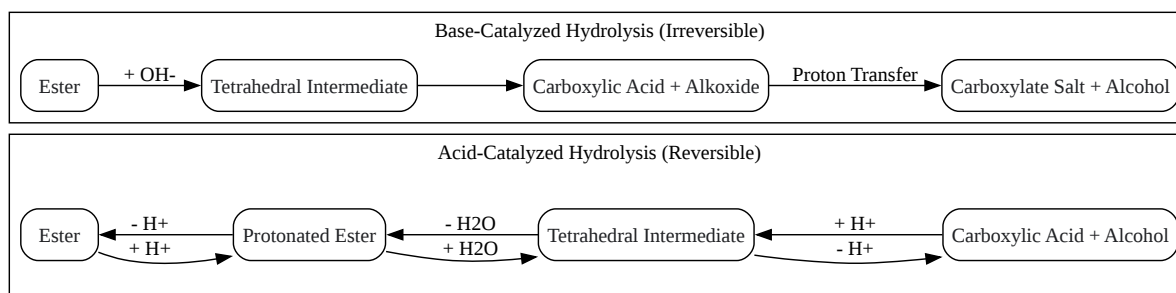 Base-Catalyzed Hydrolysis (Irreversible)
Ester
+ OH-
Tetrahedral Intermediate
Carboxylic Acid + Alkoxide
Proton Transfer
Carboxylate Salt + Alcohol
Acid-Catalyzed Hydrolysis (Reversible)
Ester
- H+
+ H+
Protonated Ester
- H2O
+ H2O
Tetrahedral Intermediate
+ H+
- H+
Carboxylic Acid + Alcohol